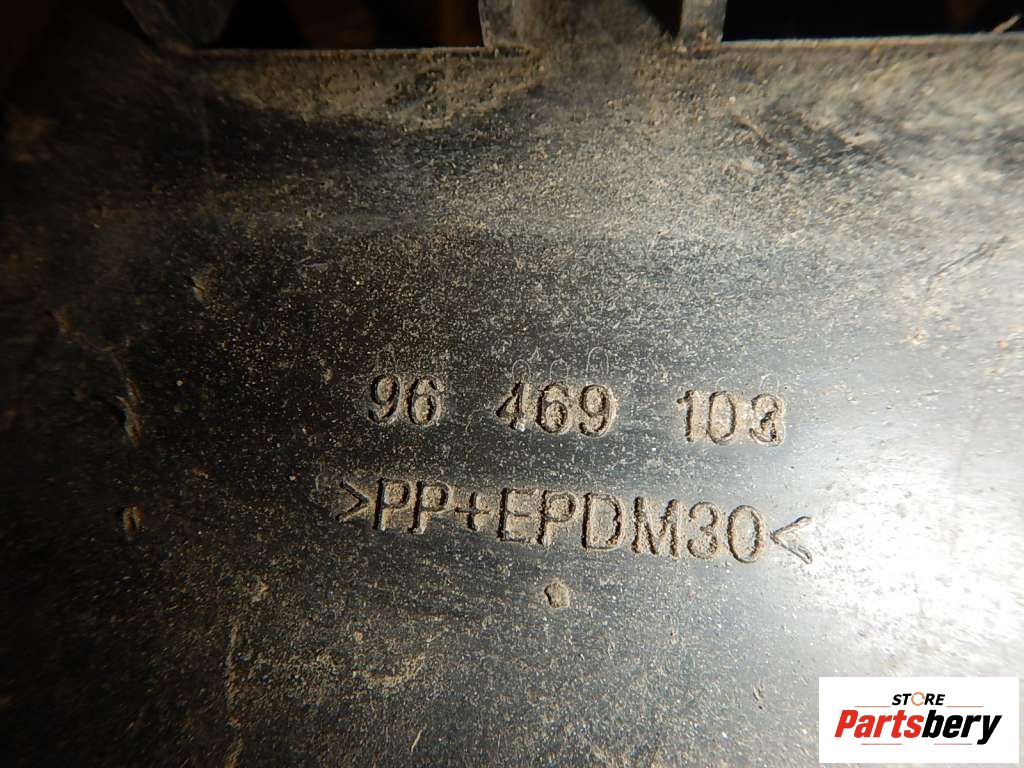 96 469 103
>PP+EPDM30<
STORE
Partsbery